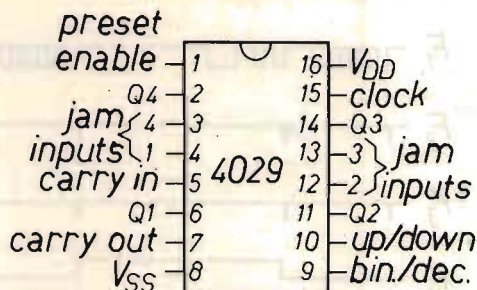 preset
enable 1 16 VDD
Q4 2 15 clock
jam 4 3 14 Q3
inputs 1 4 13 3 jam
carry in 5 4029 12 2 inputs
Q1 6 11 Q2
carry out 7 10 up/down
VSS 8 9 bin./dec.